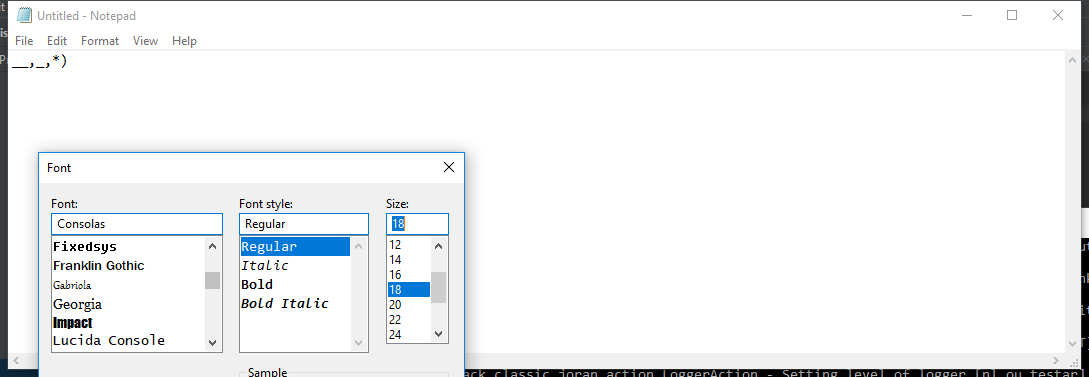 Untitled - Notepad
File Edit Format View Help
__,_,*)
Font
Font: Font style: Size:
Consolas Regular 18
Fixedsys Regular 12
Franklin Gothic Italic 14
Gabriola Bold 16
Georgia Bold Italic 18
Impact 20
Lucida Console 22
24
Sample
ack.classic.joran.action.LoggerAction - Setting level of logger [nl.ou.testar]